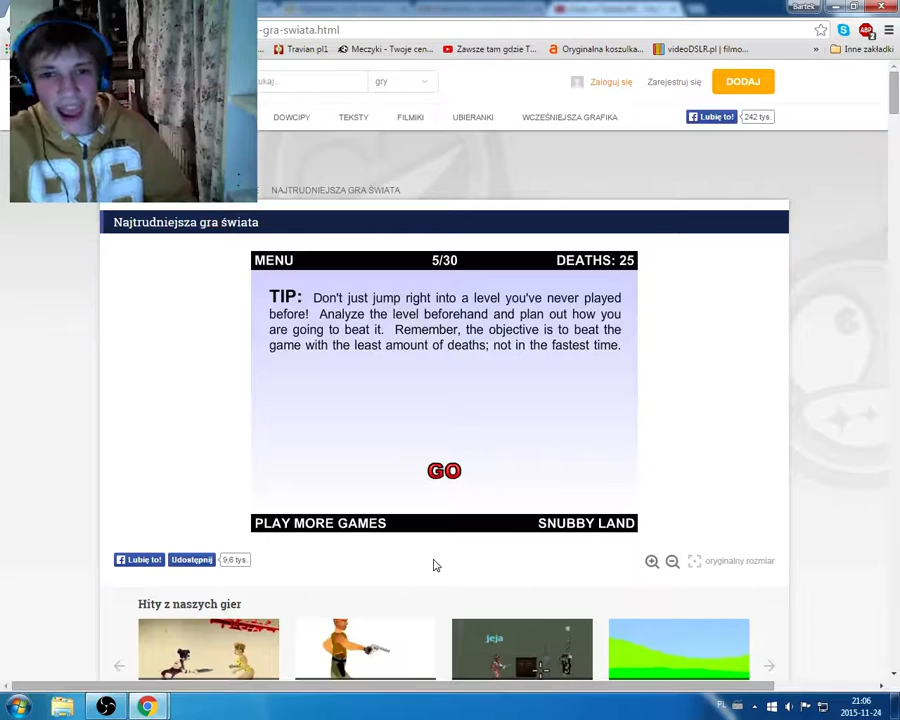 Bartek
-gra-swiata.html
Travian pl1
Meczyki - Twoje cen...
Zawsze tam gdzie T...
Oryginalna koszulka...
videoDSLR.pl | filmo...
»
Inne zakładki
zukaj...
gry
Zaloguj się
Zarejestruj się
DODAJ
DOWCIPY
TEKSTY
FILMIKI
UBIERANKI
WCZEŚNIEJSZA GRAFIKA
Lubię to!
242 tys.
NAJTRUDNIEJSZA GRA ŚWIATA
Najtrudniejsza gra świata
MENU
5/30
DEATHS: 25
TIP: Don't just jump right into a level you've never played
before! Analyze the level beforehand and plan out how you
are going to beat it. Remember, the objective is to beat the
game with the least amount of deaths; not in the fastest time.
GO
PLAY MORE GAMES
SNUBBY LAND
Lubię to!
Udostępnij
9,6 tys.
oryginalny rozmiar
Hity z naszych gier
jeja
PL
21:06
2015-11-24